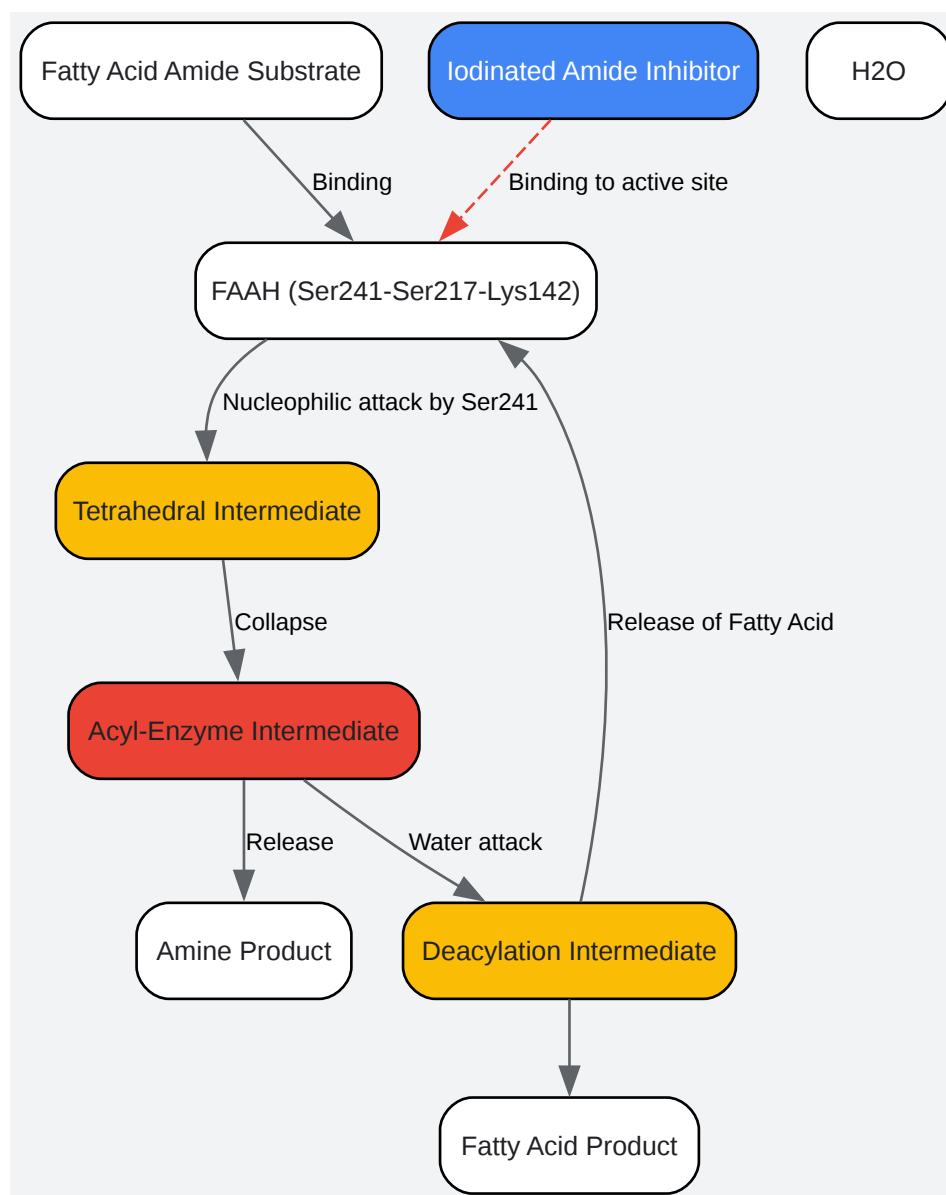 Fatty Acid Amide Substrate
Iodinated Amide Inhibitor
H2O
Binding
Binding to active site
FAAH (Ser241-Ser217-Lys142)
Nucleophilic attack by Ser241
Tetrahedral Intermediate
Collapse
Release of Fatty Acid
Acyl-Enzyme Intermediate
Release
Water attack
Amine Product
Deacylation Intermediate
Fatty Acid Product